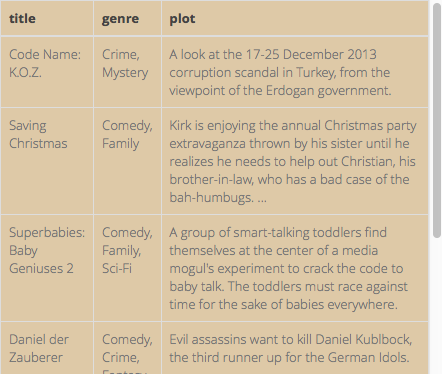 title genre plot
Code Name: Crime, A look at the 17-25 December 2013
K.O.Z. Mystery corruption scandal in Turkey, from the
viewpoint of the Erdogan government.
Saving Comedy, Kirk is enjoying the annual Christmas party
Christmas Family extravaganza thrown by his sister until he
realizes he needs to help out Christian, his
brother-in-law, who has a bad case of the
bah-humbugs. ...
Superbabies: Comedy, A group of smart-talking toddlers find
Baby Family, themselves at the center of a media
Geniuses 2 Sci-Fi mogul's experiment to crack the code to
baby talk. The toddlers must race against
time for the sake of babies everywhere.
Daniel der Comedy, Evil assassins want to kill Daniel Kublbock,
Zauberer Crime, the third runner up for the German Idols.